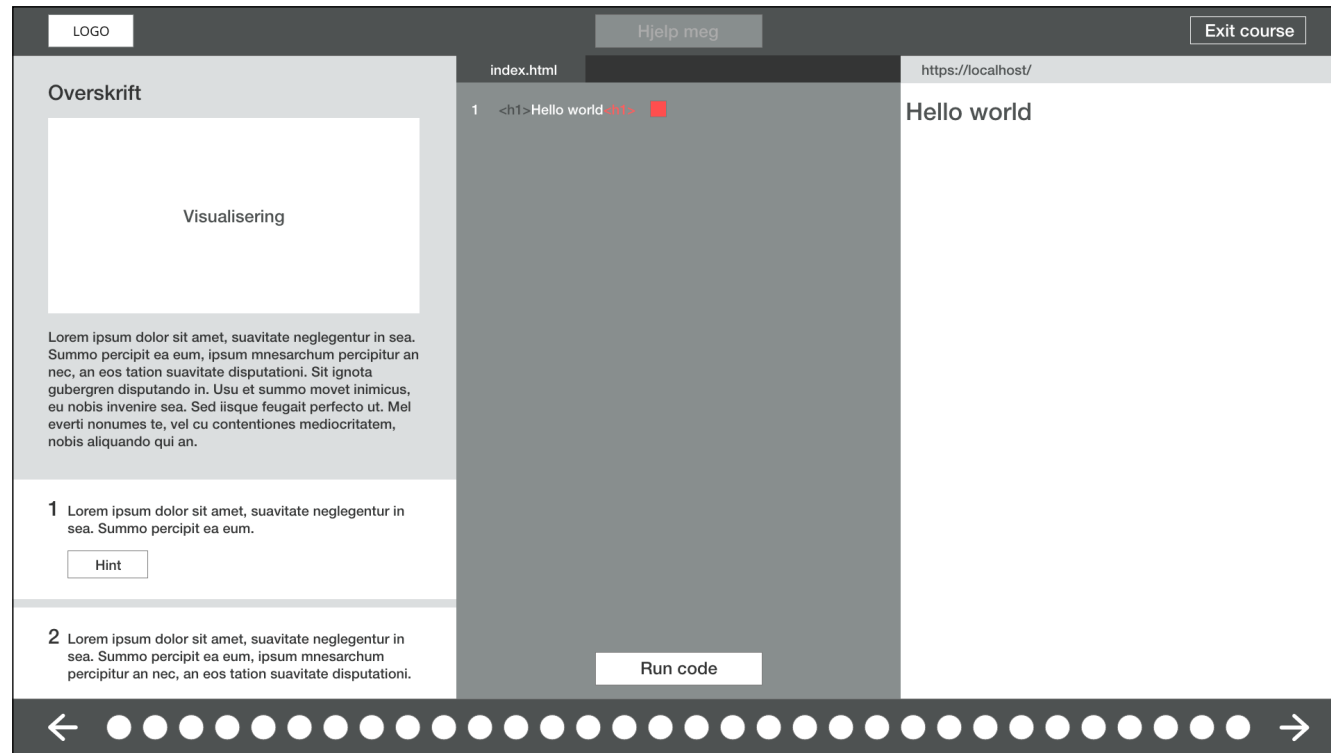 LOGO
Hjelp meg
Exit course
Overskrift
Visualisering
Lorem ipsum dolor sit amet, suavitate neglegentur in sea.
Summo percipit ea eum, ipsum mnesarchum percipitur an
nec, an eos tation suavitate disputationi. Sit ignota
gubergren disputando in. Usu et summo movet inimicus,
eu nobis invenire sea. Sed iisque feugait perfecto ut. Mel
everti nonumes te, vel cu contentiones mediocritatem,
nobis aliquando qui an.
1 Lorem ipsum dolor sit amet, suavitate neglegentur in
sea. Summo percipit ea eum.
Hint
2 Lorem ipsum dolor sit amet, suavitate neglegentur in
sea. Summo percipit ea eum, ipsum mnesarchum
percipitur an nec, an eos tation suavitate disputationi.
index.html
1 <h1>Hello world
Run code
https://localhost/
Hello world